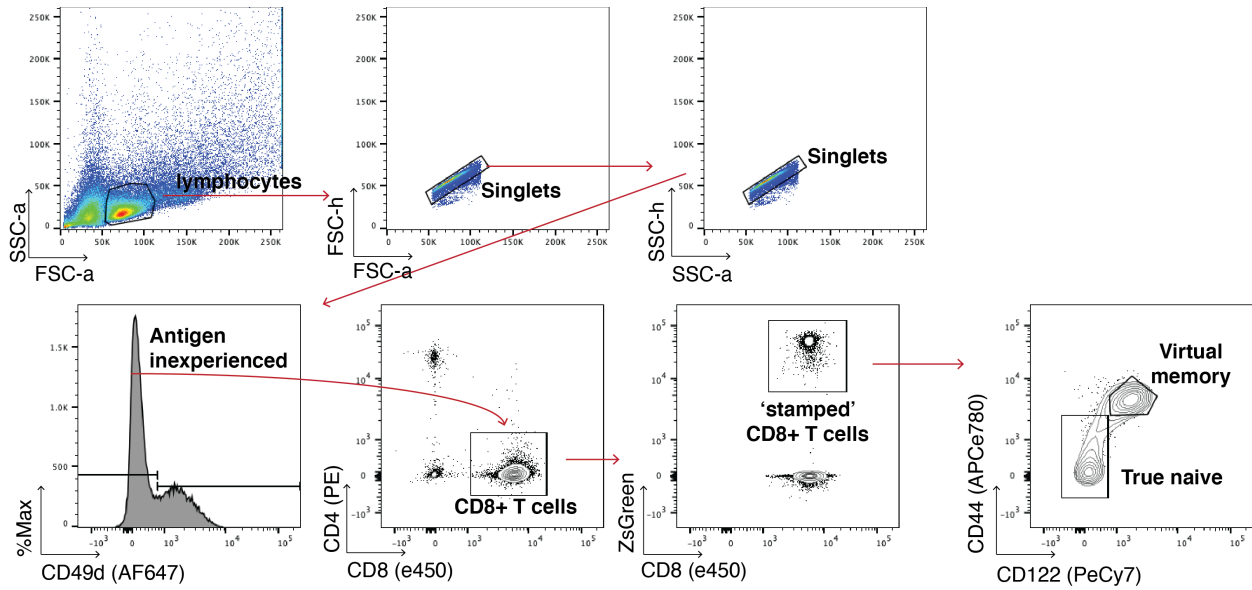 250K
200K
150K
100K
50K
0
0
50K
100K
150K
200K
250K
SSC-a
FSC-a
lymphocytes
250K
200K
150K
100K
50K
0
0
50K
100K
150K
200K
250K
FSC-h
FSC-a
Singlets
250K
200K
150K
100K
50K
0
0
50K
100K
150K
200K
250K
SSC-h
SSC-a
Singlets
1.5K
1.0K
500
0
-10³
0
10³
10⁴
10⁵
%Max
CD49d (AF647)
Antigen
inexperienced
10⁵
10⁴
10³
0
-10³
-10³
0
10³
10⁴
10⁵
CD4 (PE)
CD8 (e450)
CD8+ T cells
10⁵
10⁴
10³
0
-10³
-10³
0
10³
10⁴
10⁵
ZsGreen
CD8 (e450)
‘stamped’
CD8+ T cells
10⁵
10⁴
10³
0
-10³
-10³
0
10³
10⁴
10⁵
CD44 (APCe780)
CD122 (PeCy7)
Virtual
memory
True naive